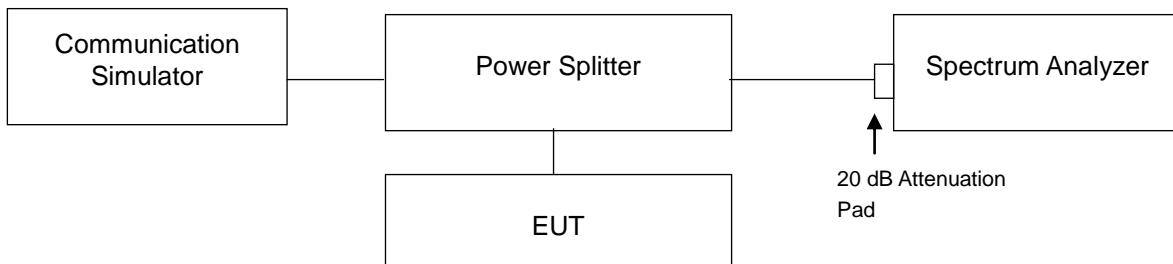 Communication
Simulator
Power Splitter
Spectrum Analyzer
20 dB Attenuation
Pad
EUT